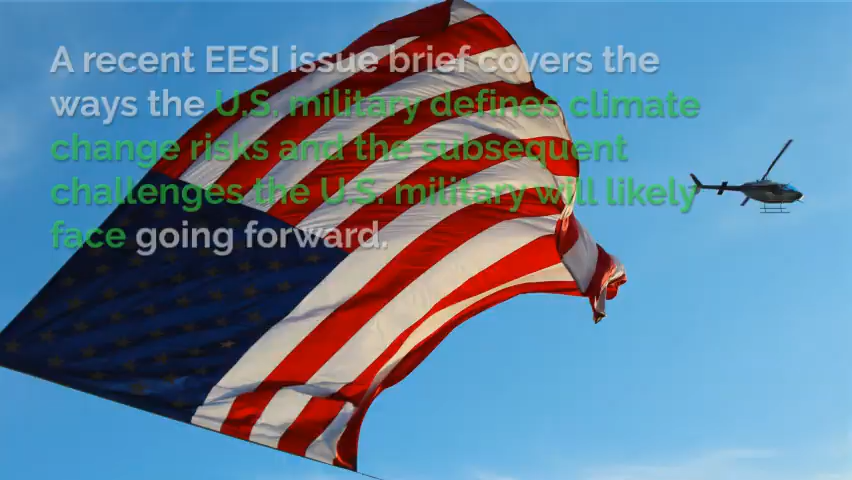 A recent EESI issue brief covers the
ways the U.S. military defines climate
change risks and the subsequent
challenges the U.S. military will likely
face going forward.